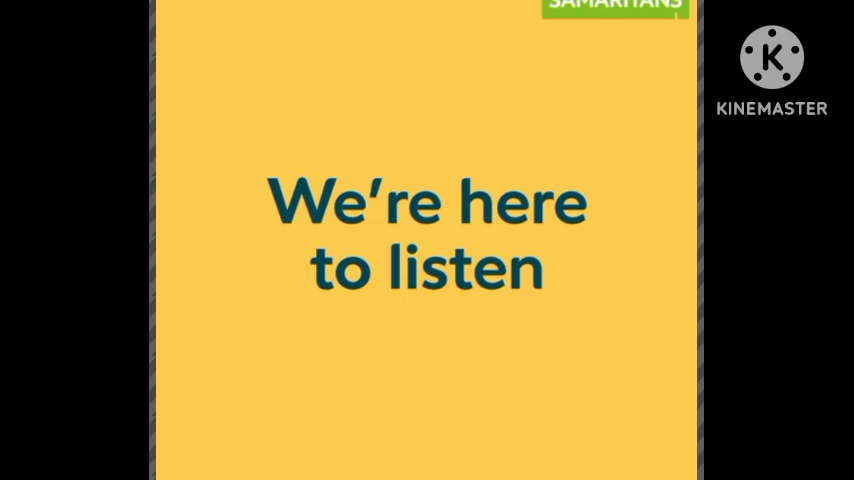 SAMARITANS
K
KINEMASTER
We're here
to listen